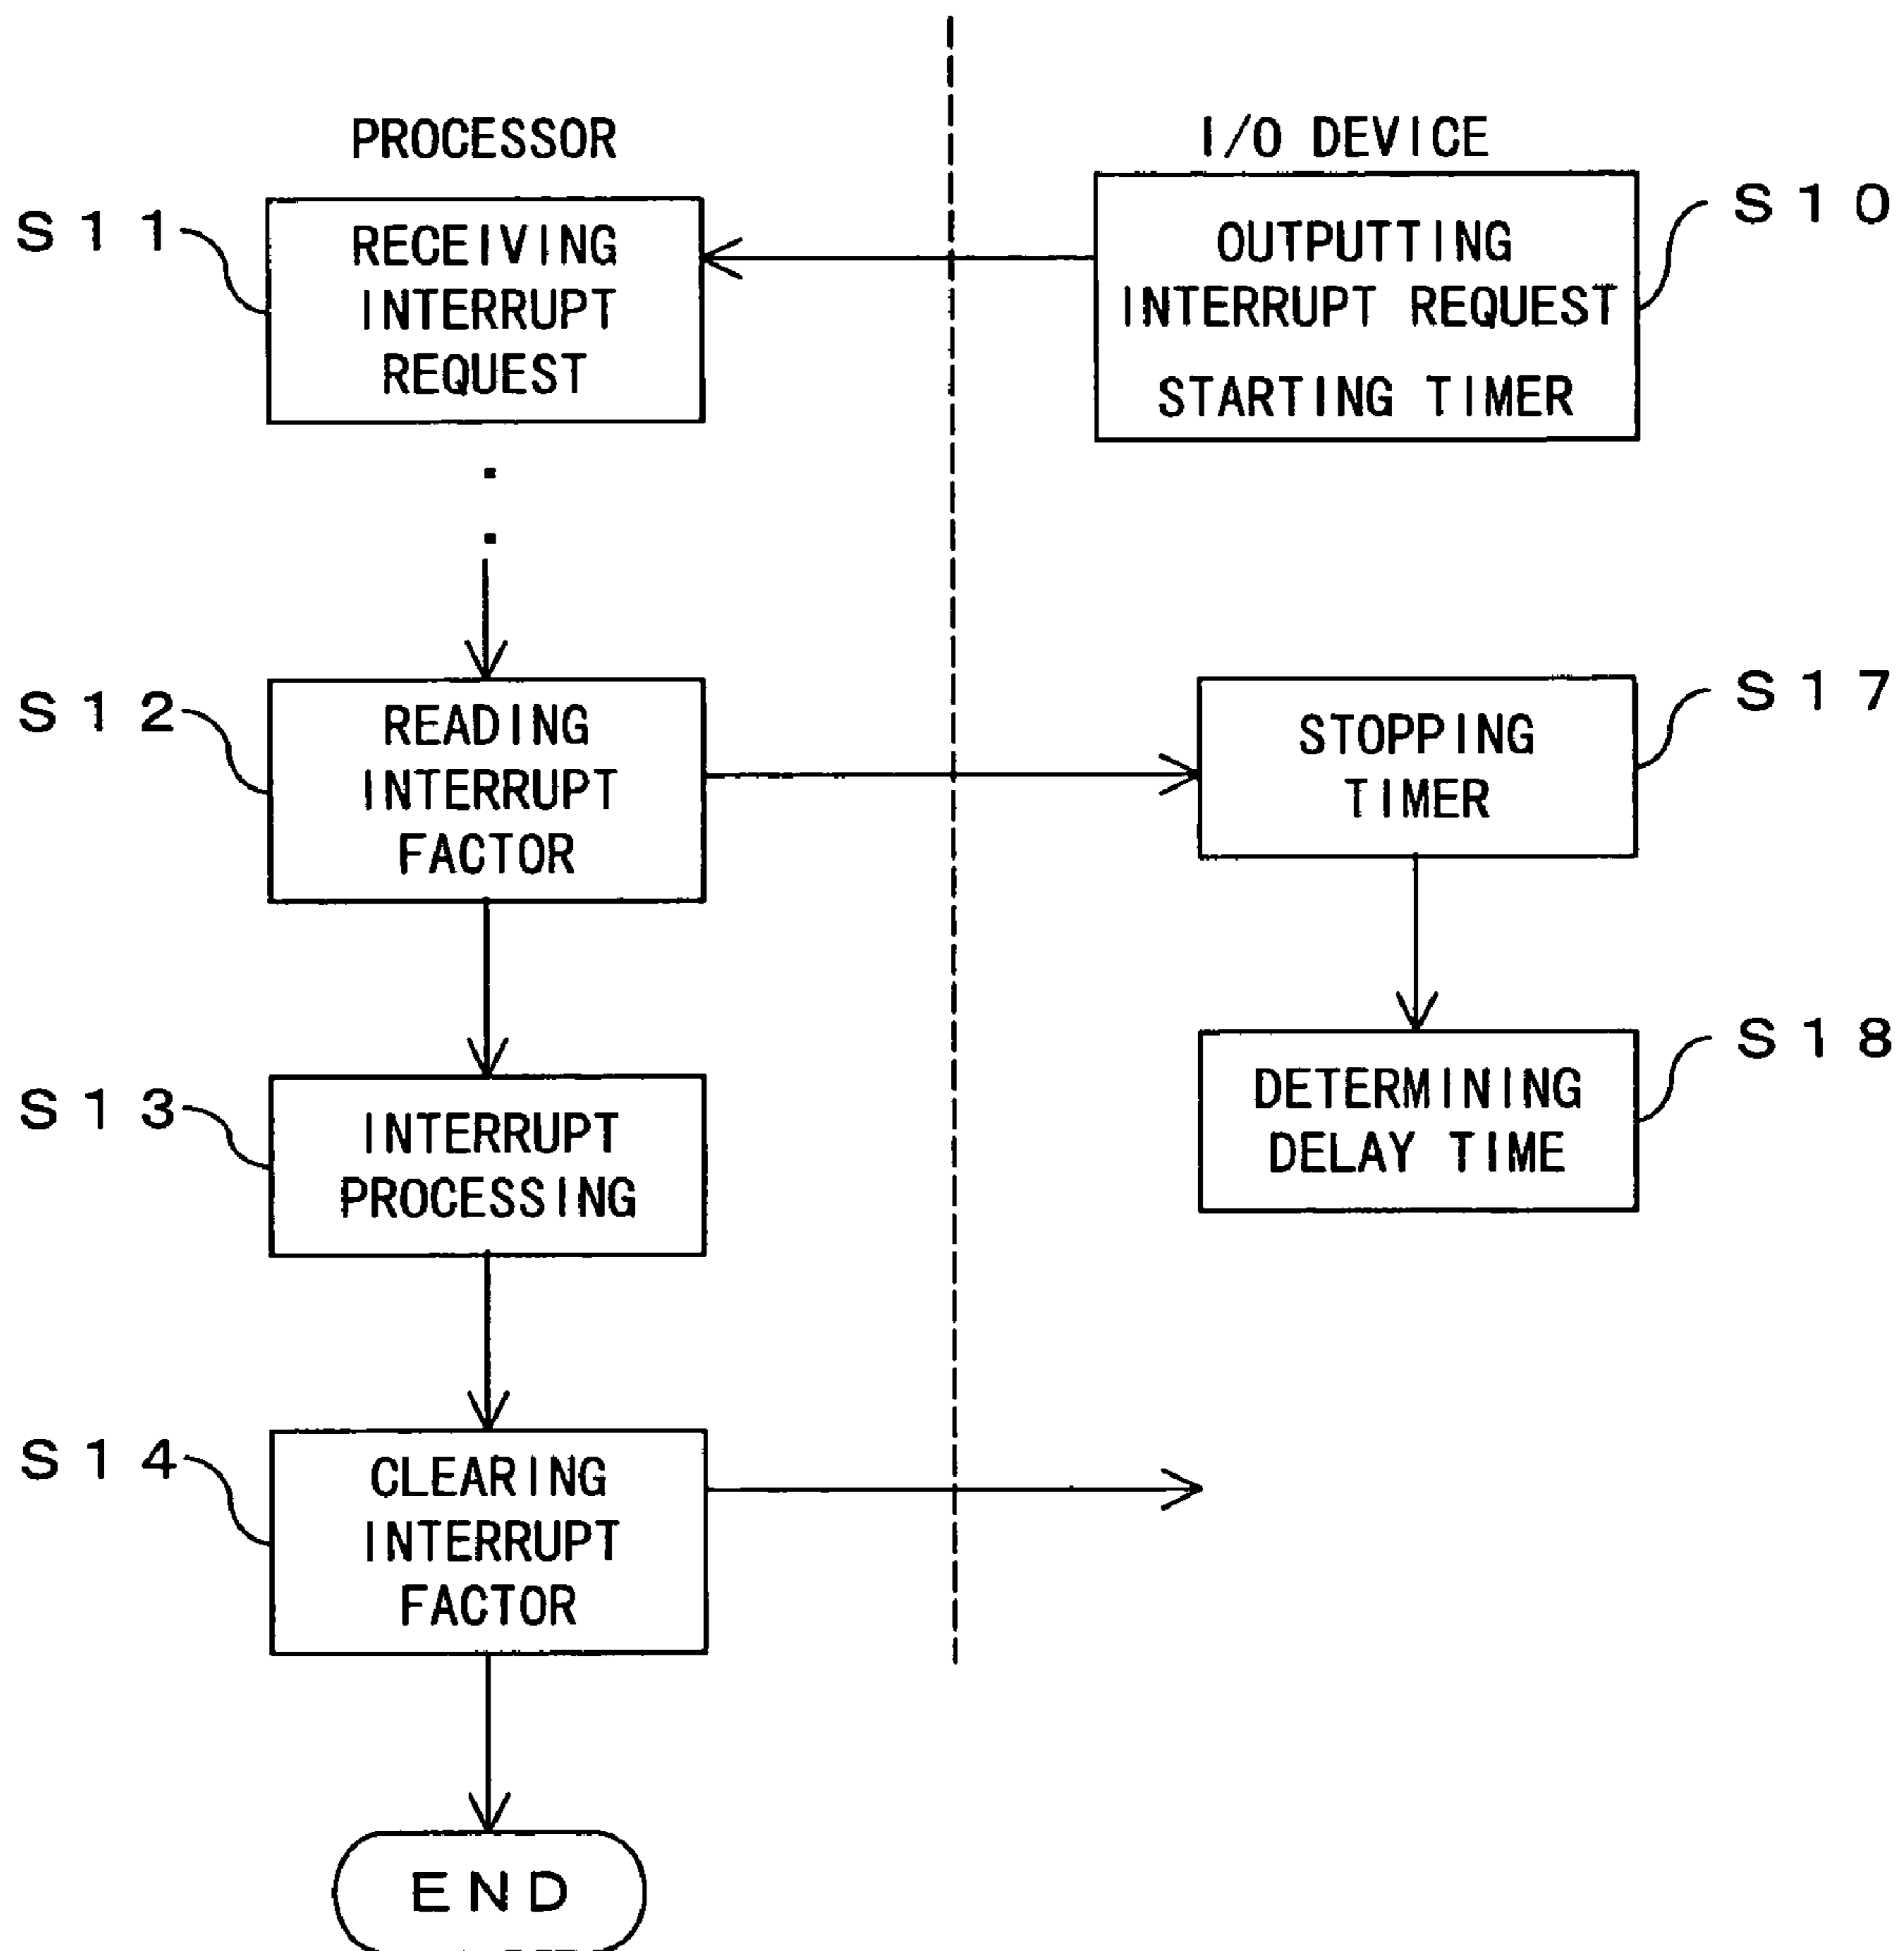 PROCESSOR
I/O DEVICE
S11
RECEIVING
INTERRUPT
REQUEST
S10
OUTPUTTING
INTERRUPT REQUEST
STARTING TIMER
S12
READING
INTERRUPT
FACTOR
S17
STOPPING
TIMER
S13
INTERRUPT
PROCESSING
S18
DETERMINING
DELAY TIME
S14
CLEARING
INTERRUPT
FACTOR
END